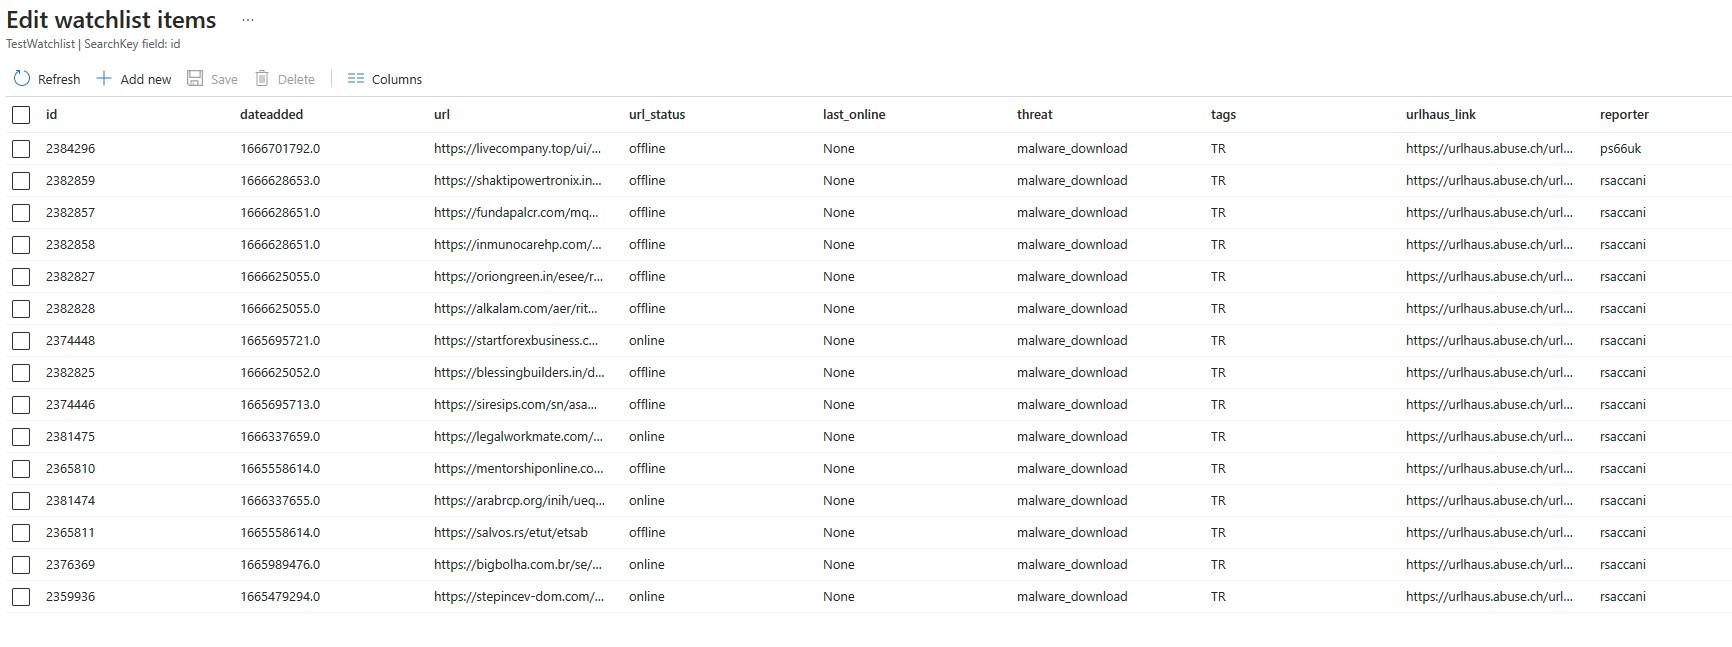 Edit watchlist items ...
TestWatchlist | SearchKey field: id
Refresh Add new Save Delete Columns
id dateadded url url_status last_online threat tags urlhaus_link reporter
2384296 1666701792.0 https://livecompany.top/ui/... offline None malware_download TR https://urlhaus.abuse.ch/url... ps66uk
2382859 1666628653.0 https://shaktipowertronix.in... offline None malware_download TR https://urlhaus.abuse.ch/url... rsaccani
2382857 1666628651.0 https://fundapalcr.com/mq... offline None malware_download TR https://urlhaus.abuse.ch/url... rsaccani
2382858 1666628651.0 https://inmunocarehp.com/... offline None malware_download TR https://urlhaus.abuse.ch/url... rsaccani
2382827 1666625055.0 https://oriongreen.in/esee/r... offline None malware_download TR https://urlhaus.abuse.ch/url... rsaccani
2382828 1666625055.0 https://alkalam.com/aer/rit... offline None malware_download TR https://urlhaus.abuse.ch/url... rsaccani
2374448 1665695721.0 https://startforexbusiness.c... online None malware_download TR https://urlhaus.abuse.ch/url... rsaccani
2382825 1666625052.0 https://blessingbuilders.in/d... offline None malware_download TR https://urlhaus.abuse.ch/url... rsaccani
2374446 1665695713.0 https://siresips.com/sn/asa... offline None malware_download TR https://urlhaus.abuse.ch/url... rsaccani
2381475 1666337659.0 https://legalworkmate.com/... online None malware_download TR https://urlhaus.abuse.ch/url... rsaccani
2365810 1665558614.0 https://mentorshiponline.co... offline None malware_download TR https://urlhaus.abuse.ch/url... rsaccani
2381474 1666337655.0 https://arabrcp.org/inih/ueq... online None malware_download TR https://urlhaus.abuse.ch/url... rsaccani
2365811 1665558614.0 https://salvos.rs/etut/etsab offline None malware_download TR https://urlhaus.abuse.ch/url... rsaccani
2376369 1665989476.0 https://bigbolha.com.br/se/... online None malware_download TR https://urlhaus.abuse.ch/url... rsaccani
2359936 1665479294.0 https://stepincev-dom.com/... online None malware_download TR https://urlhaus.abuse.ch/url... rsaccani